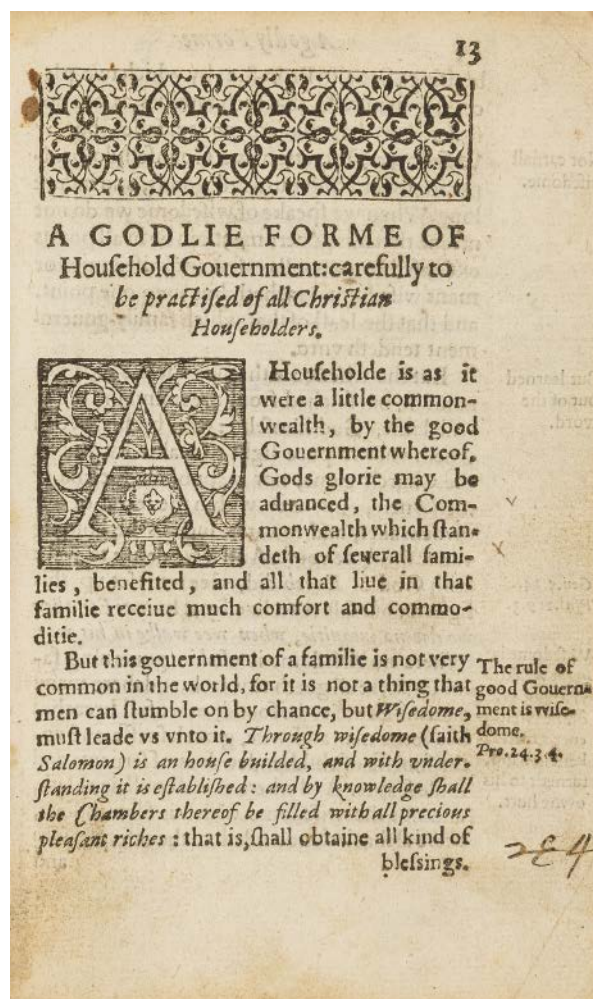 13
A GODLIE FORME OF
Houſehold Gouernment: carefully to
be practiſed of all Chriſtian
Houſeholders.
A Houſeholde is as it
were a little common-
wealth, by the good
Gouernment whereof,
Gods glorie may be
aduanced, the Com-
monwealth which ſtan-
deth of ſeuerall fami-
lies, benefited, and all that liue in that
familie receiue much comfort and commo-
ditie.
But this gouernment of a familie is not very
common in the world, for it is not a thing that
men can ſtumble on by chance, but Wiſedome,
muſt leade vs vnto it. Through wiſedome (ſaith
Salomon) is an houſe builded, and with vnder-
ſtanding it is eſtabliſhed: and by knowledge ſhall
the Chambers thereof be filled with all precious
pleaſant riches: that is, ſhall obtaine all kind of
bleſsings.
The rule of
good Gouern-
ment is wiſe-
dome.
Pro.24.3.4.